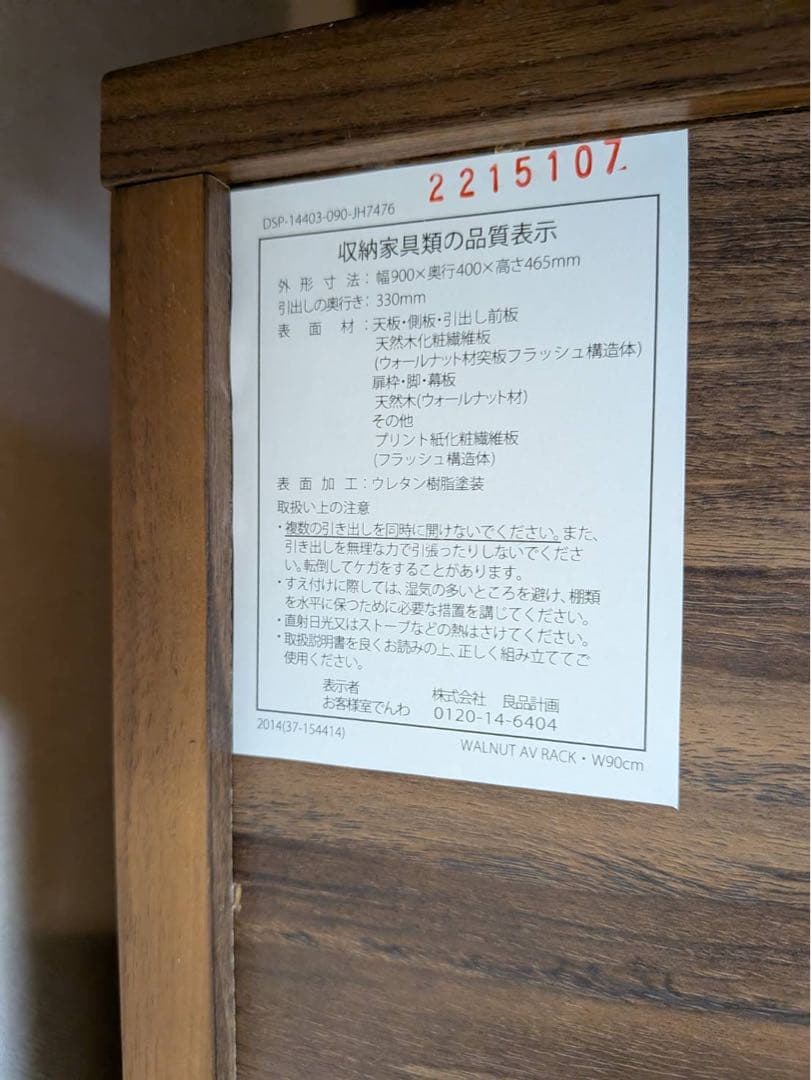 2215107
DSP-14403-090-JH7476
収納家具類の品質表示
外形寸法：幅900×奥行400×高さ465mm
引出しの奥行き：330mm
表面材：天板・側板・引出し前板
天然木化粧繊維板
(ウォールナット材突板フラッシュ構造体)
扉枠・脚・幕板
天然木(ウォールナット材)
その他
プリント紙化粧繊維板
(フラッシュ構造体)
表面加工：ウレタン樹脂塗装
取扱い上の注意
・複数の引き出しを同時に開けないでください。また、
引き出しを無理な力で引張ったりしないでくださ
い。転倒してケガをすることがあります。
・すえ付けに際しては、湿気の多いところを避け、棚類
を水平に保つために必要な措置を講じてください。
・直射日光又はストーブなどの熱はさけてください。
・取扱説明書を良くお読みの上、正しく組み立ててご
使用ください。
表示者 株式会社 良品計画
お客様室でんわ 0120-14-6404
2014(37-154414)
WALNUT AV RACK・W90cm